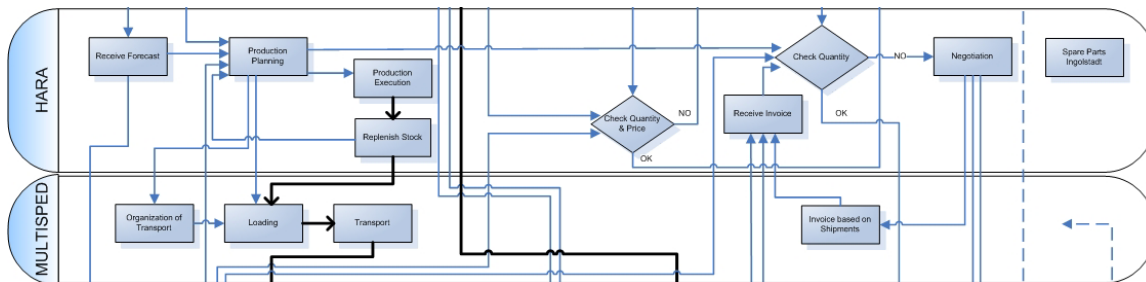 HARA
Receive Forecast
Production
Planning
Production
Execution
Replenish Stock
Check Quantity
& Price
NO
OK
Check Quantity
NO
OK
Receive Invoice
Negotiation
Spare Parts
Ingolstadt
MULTISPED
Organization of
Transport
Loading
Transport
Invoice based on
Shipments